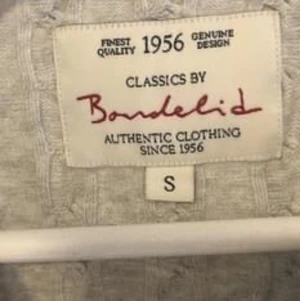 FINEST QUALITY 1956 GENUINE DESIGN
CLASSICS BY
Bondelid
AUTHENTIC CLOTHING
SINCE 1956
S